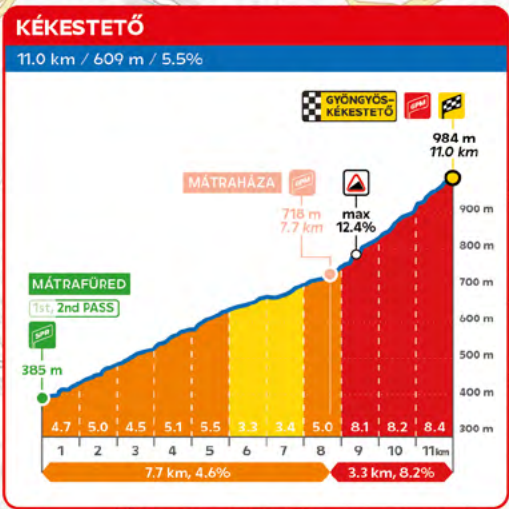 KÉKESTETŐ
11.0 km / 609 m / 5.5%
GYÖNGYÖS-
KÉKESTETŐ
GPM
984 m
11.0 km
MÁTRAHÁZA
GPM
718 m
7.7 km
max
12.4%
MÁTRAFÜRED
1st, 2nd PASS
SPR
385 m
900 m
800 m
700 m
600 m
500 m
400 m
300 m
4.7 5.0 4.5 5.1 5.5 3.3 3.4 5.0 8.1 8.2 8.4
1 2 3 4 5 6 7 8 9 10 11km
7.7 km, 4.6%
3.3 km, 8.2%